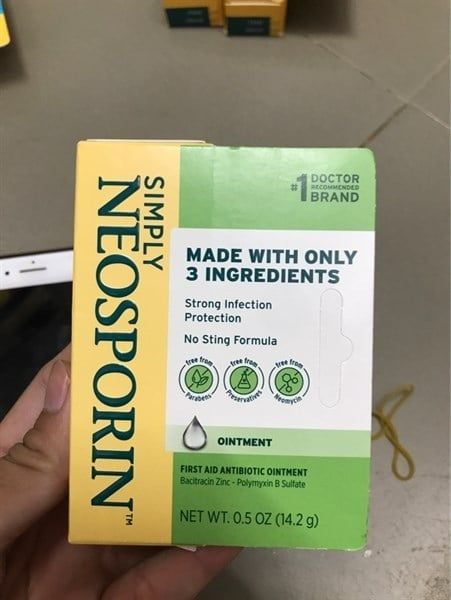 SIMPLY
NEOSPORIN™
#1 DOCTOR
RECOMMENDED
BRAND
MADE WITH ONLY
3 INGREDIENTS
Strong Infection
Protection
No Sting Formula
free from
Parabens
free from
Preservatives
free from
Neomycin
OINTMENT
FIRST AID ANTIBIOTIC OINTMENT
Bacitracin Zinc - Polymyxin B Sulfate
NET WT. 0.5 OZ (14.2 g)